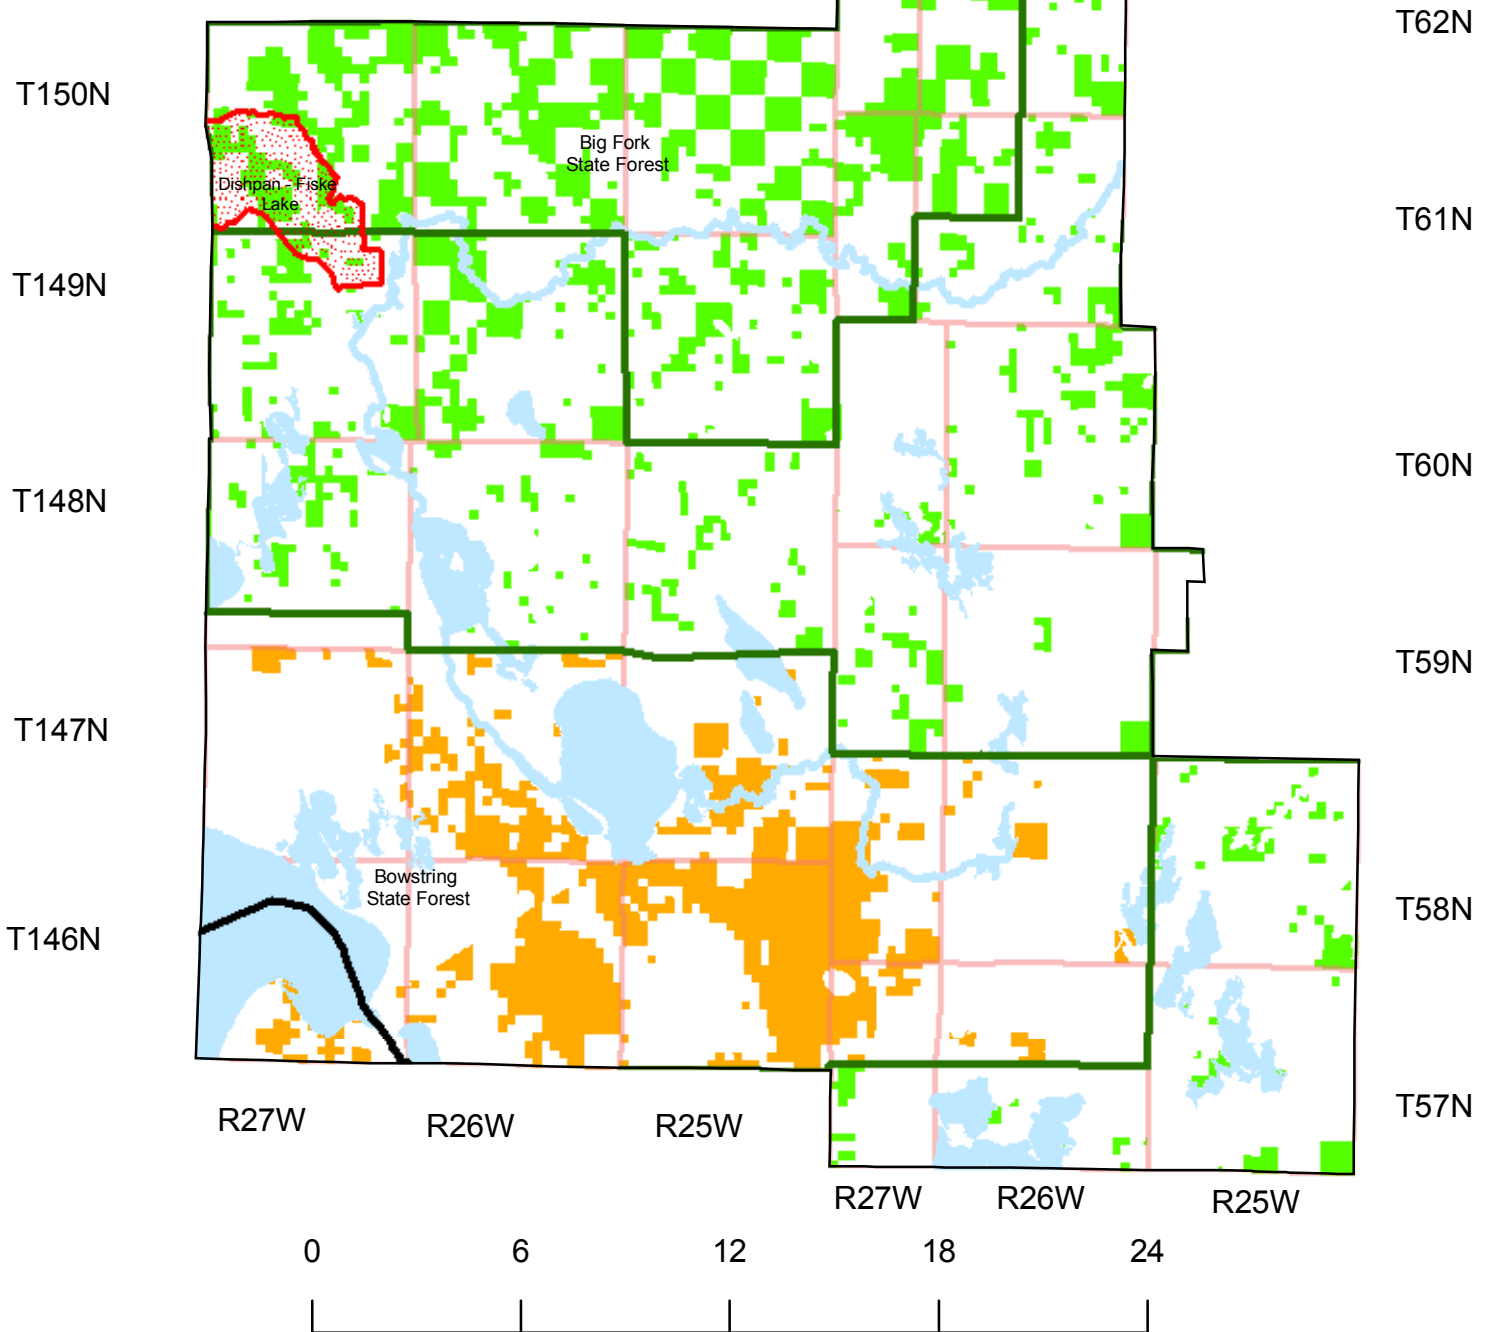 T62N
T150N
Big Fork
State Forest
Dishpan - Fiske
Lake
T61N
T149N
T60N
T148N
T59N
T147N
Bowstring
State Forest
T58N
T146N
T57N
R27W
R26W
R25W
R27W
R26W
R25W
0 6 12 18 24